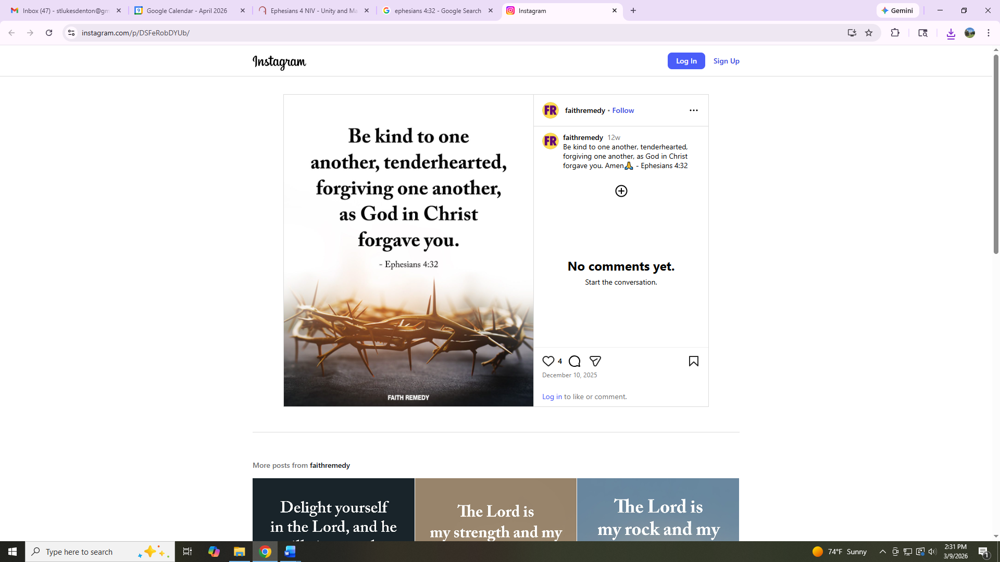 Inbox (47) - stlukesdenton@gm
Google Calendar - April 2026
Ephesians 4 NIV - Unity and Ma
ephesians 4:32 - Google Search
Instagram
Gemini
instagram.com/p/DSFeRobDYUb/
Instagram
Log In
Sign Up
Be kind to one
another, tenderhearted,
forgiving one another,
as God in Christ
forgave you.
- Ephesians 4:32
FAITH REMEDY
FR
faithremedy • Follow
FR
faithremedy 12w
Be kind to one another, tenderhearted,
forgiving one another, as God in Christ
forgave you. Amen🙏 - Ephesians 4:32
No comments yet.
Start the conversation.
4
December 10, 2025
Log in to like or comment.
More posts from faithremedy
Delight yourself
in the Lord, and he
The Lord is
my strength and my
The Lord is
my rock and my
Type here to search
74°F Sunny
2:31 PM
3/9/2026
1